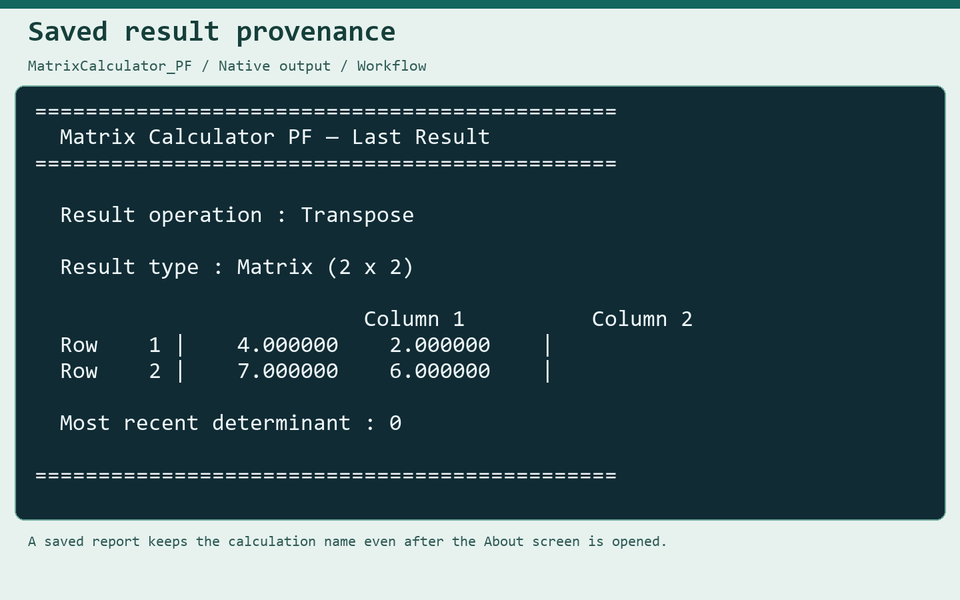 Saved result provenance
MatrixCalculator_PF / Native output / Workflow
==============================================
Matrix Calculator PF — Last Result
==============================================
Result operation : Transpose
Result type : Matrix (2 x 2)
Column 1 Column 2
Row 1 | 4.000000 2.000000 |
Row 2 | 7.000000 6.000000 |
Most recent determinant : 0
==============================================
A saved report keeps the calculation name even after the About screen is opened.